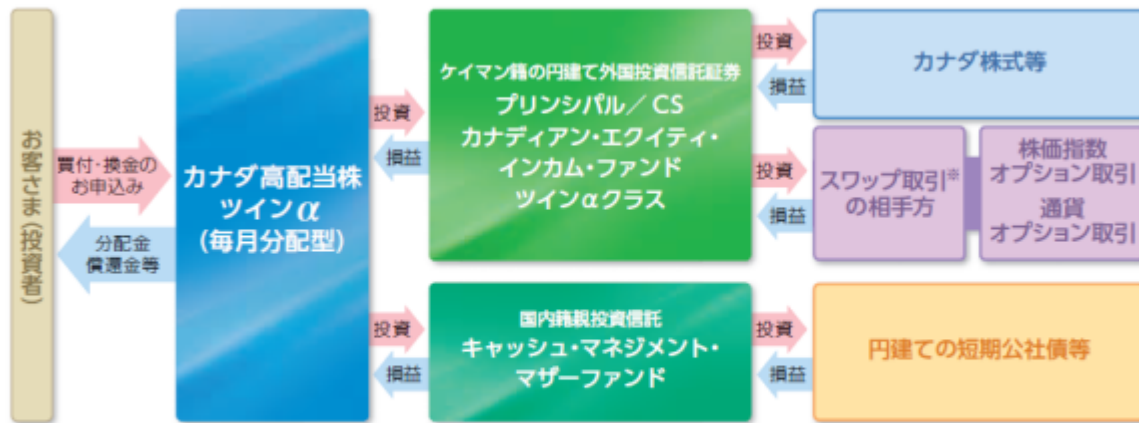 お客さま(投資者)
買付・換金の
お申込み
分配金
償還金等
カナダ高配当株
ツインα
(毎月分配型)
投資
損益
ケイマン籍の円建て外国投資信託証券
プリンシパル/CS
カナディアン・エクイティ・
インカム・ファンド
ツインαクラス
投資
損益
カナダ株式等
投資
損益
スワップ取引※
の相手方
株価指数
オプション取引
通貨
オプション取引
投資
損益
国内籍親投資信託
キャッシュ・マネジメント・
マザーファンド
投資
損益
円建ての短期公社債等